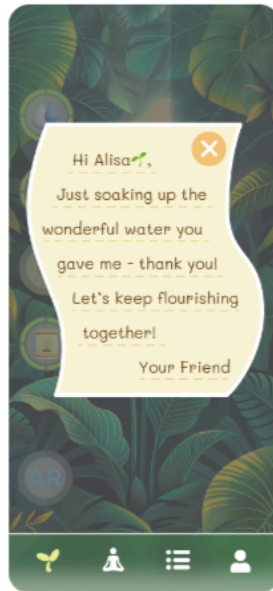 Hi Alisa🌱,
Just soaking up the
wonderful water you
gave me - thank you!
Let's keep flourishing
together!
Your Friend
AR